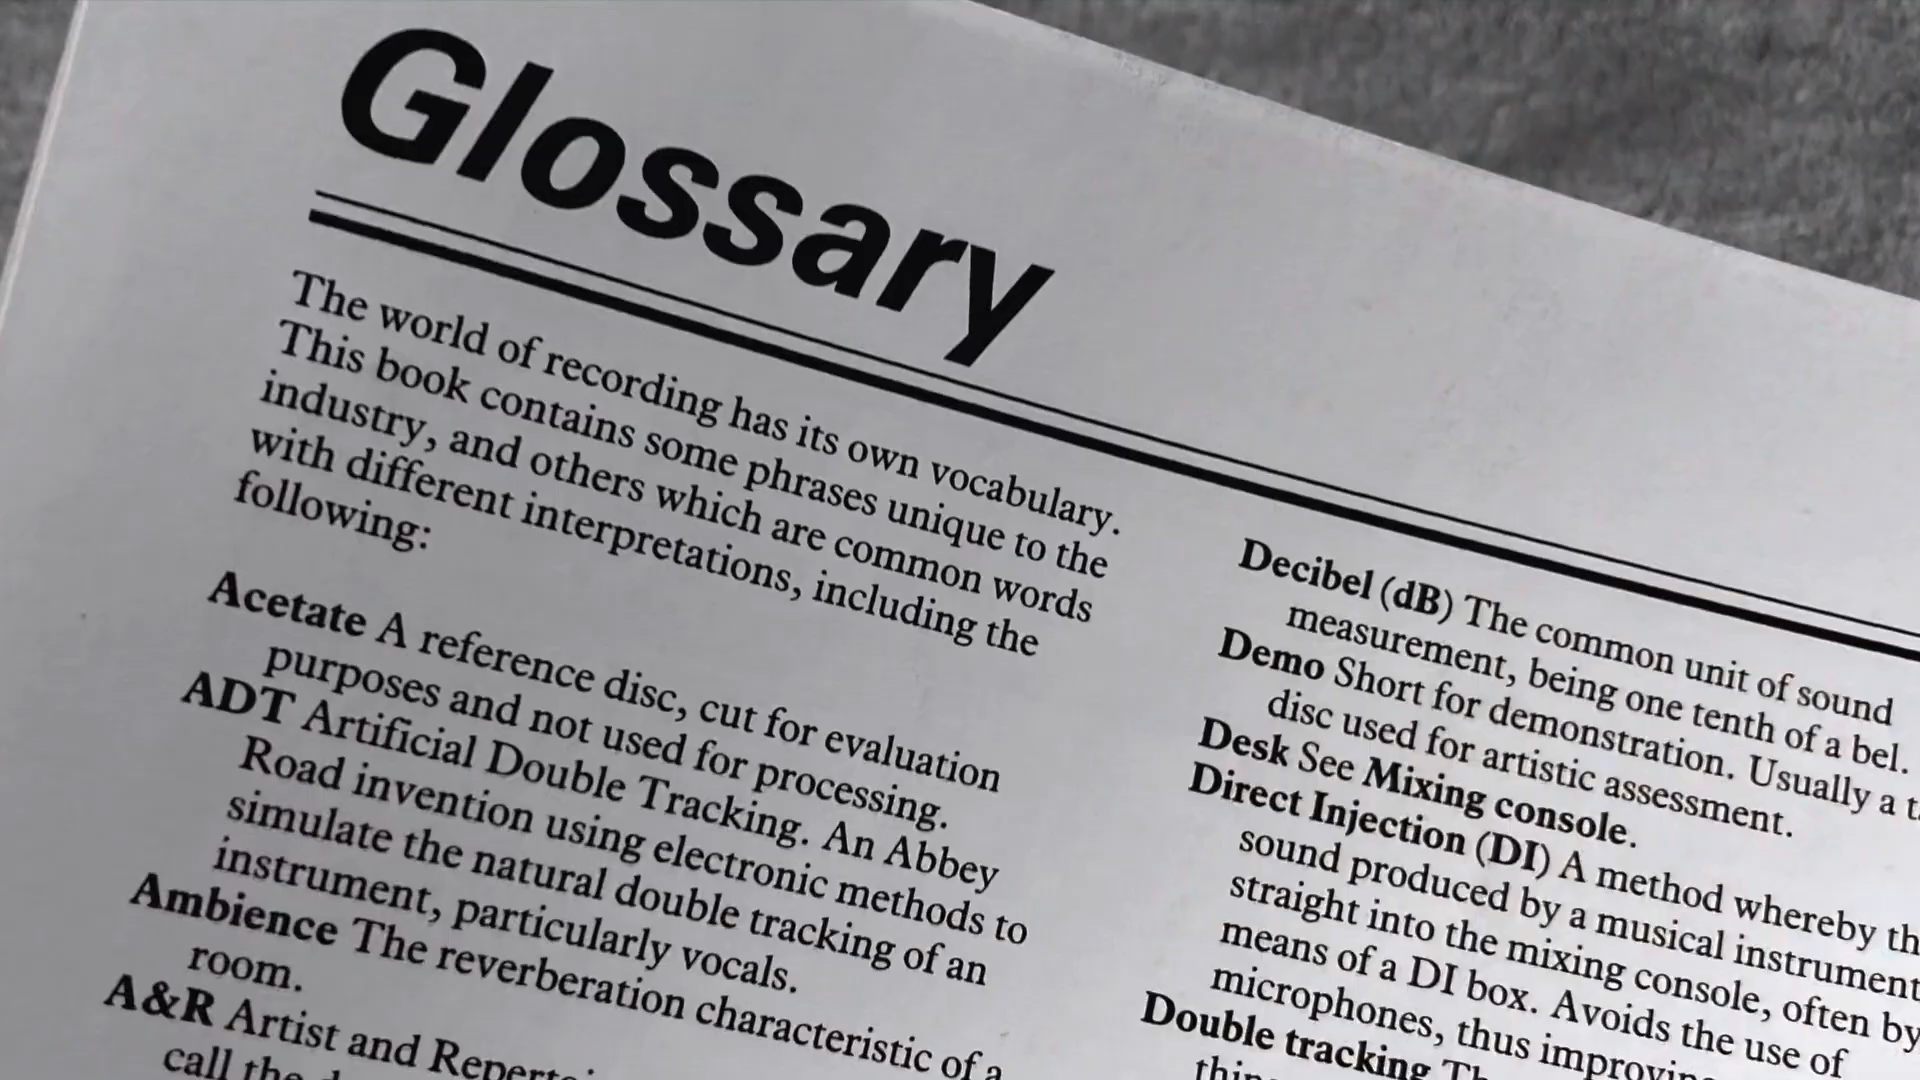 Glossary
The world of recording has its own vocabulary.
This book contains some phrases unique to the
industry, and others which are common words
with different interpretations, including the
following:
Acetate A reference disc, cut for evaluation
purposes and not used for processing.
ADT Artificial Double Tracking. An Abbey
Road invention using electronic methods to
simulate the natural double tracking of an
instrument, particularly vocals.
Ambience The reverberation characteristic of a
room.
A&R Artist and
call the
Decibel (dB) The common unit of sound
measurement, being one tenth of a bel.
Demo Short for demonstration. Usually a
disc used for artistic assessment.
Desk See Mixing console.
Direct Injection (DI) A method whereby
sound produced by a musical instrument
straight into the mixing console, often by
means of a DI box. Avoids the use of
microphones, thus
Double tracking